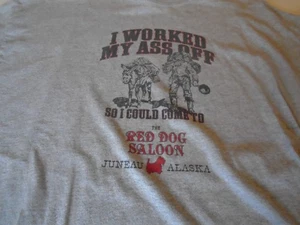 I WORKED
MY ASS OFF
SO I COULD COME TO
THE
RED DOG
SALOON
JUNEAU ALASKA